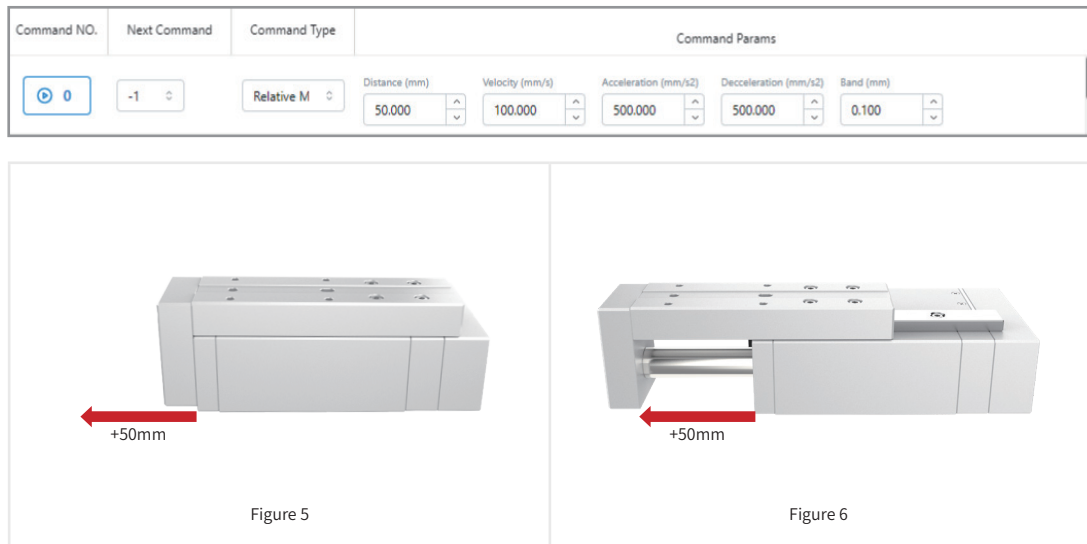 Command NO. Next Command Command Type Command Params
Distance (mm) Velocity (mm/s) Acceleration (mm/s2) Decceleration (mm/s2) Band (mm)
0 -1 Relative M 50.000 100.000 500.000 500.000 0.100
+50mm +50mm
Figure 5 Figure 6